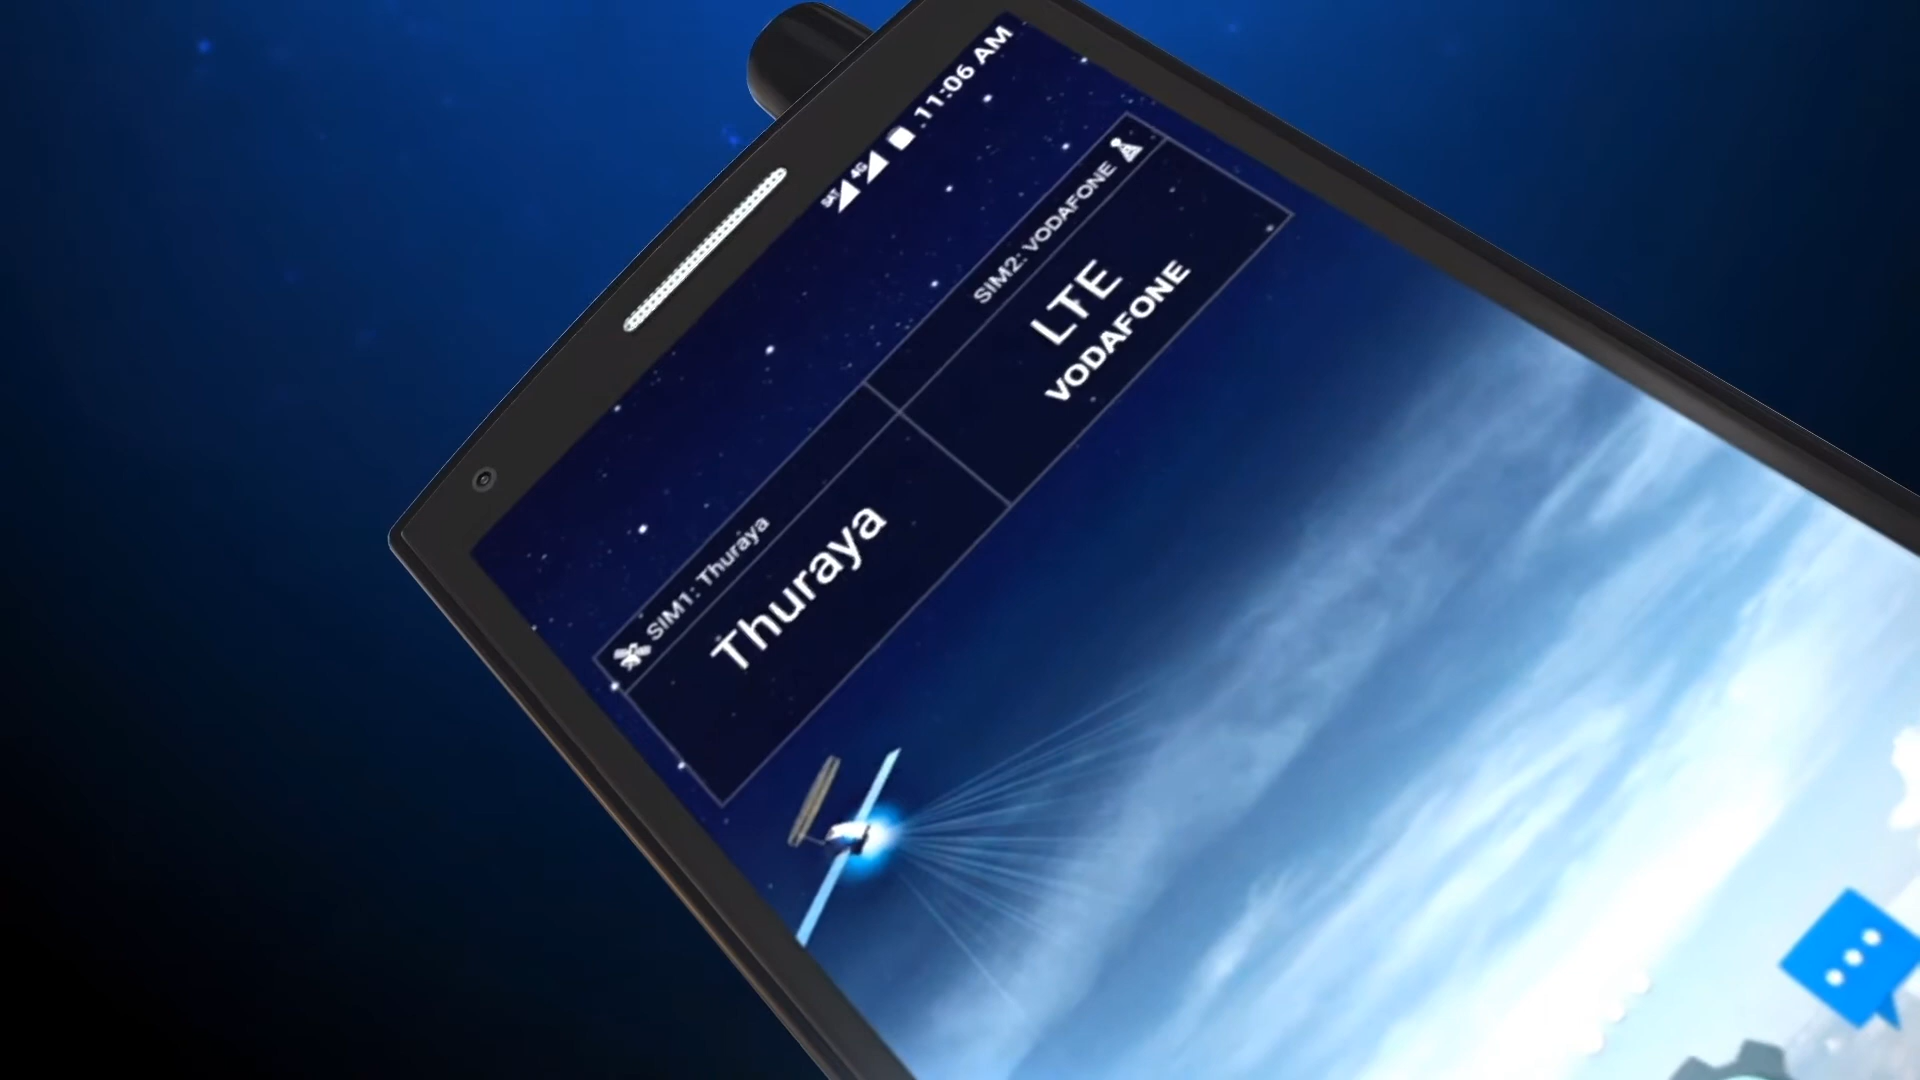 SAT 4G 11:06 AM
SIM1: Thuraya
SIM2: VODAFONE
Thuraya
LTE
VODAFONE